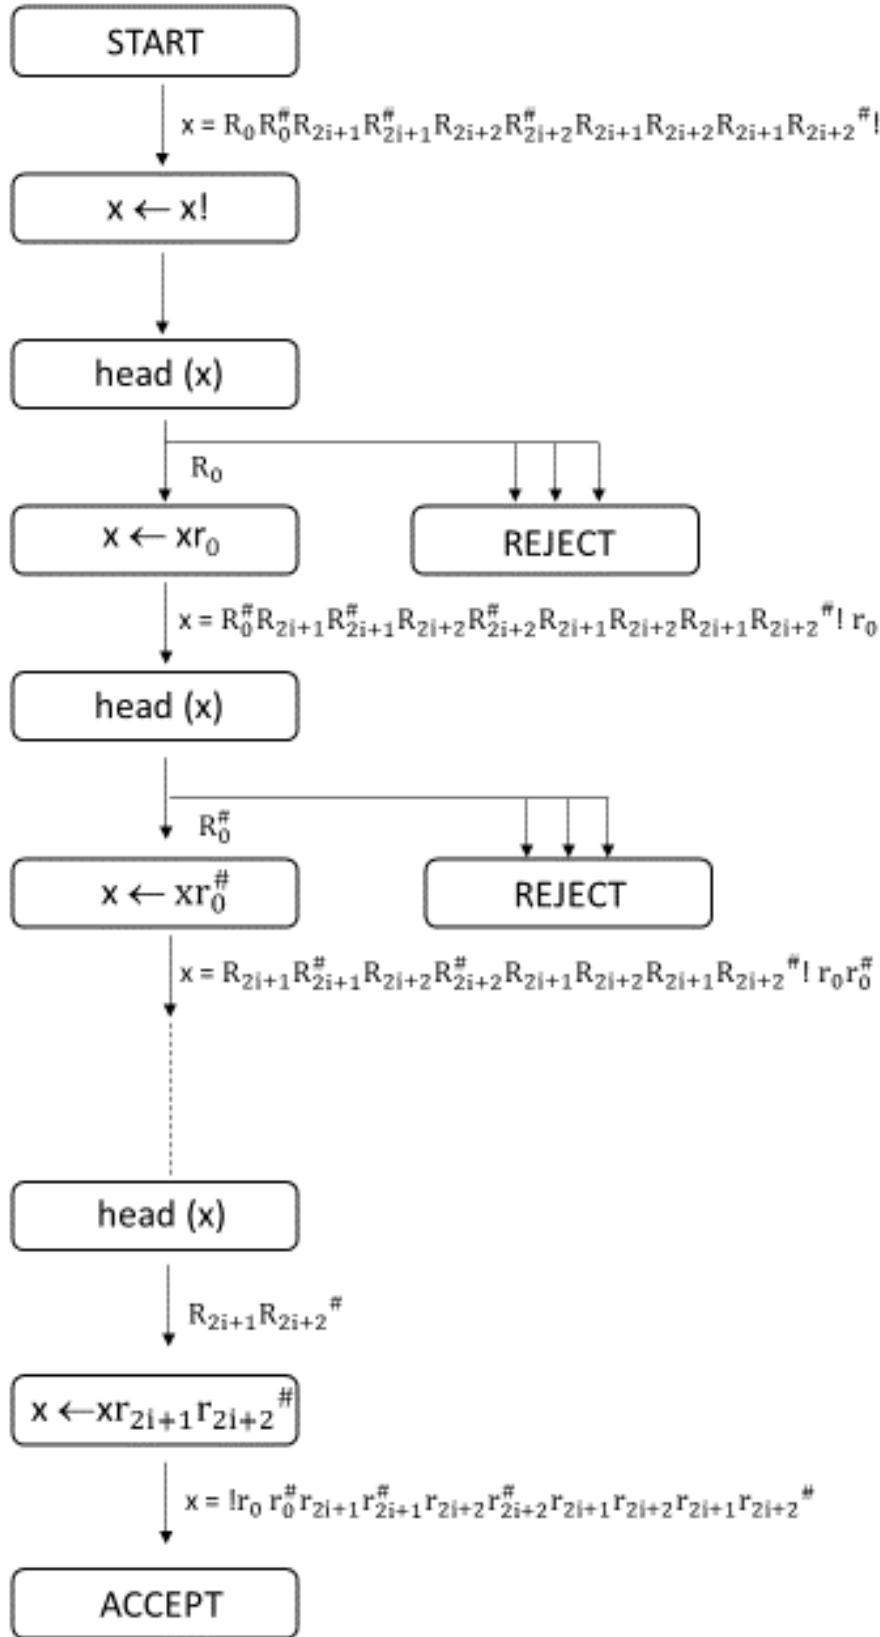 START
x = R₀R₀^#R₂ᵢ₊₁R₂ᵢ₊₁^#R₂ᵢ₊₂R₂ᵢ₊₂^#R₂ᵢ₊₁R₂ᵢ₊₂R₂ᵢ₊₁R₂ᵢ₊₂^#!
x ← x!
head (x)
R₀
x ← xr₀
REJECT
x = R₀^#R₂ᵢ₊₁R₂ᵢ₊₁^#R₂ᵢ₊₂R₂ᵢ₊₂^#R₂ᵢ₊₁R₂ᵢ₊₂R₂ᵢ₊₁R₂ᵢ₊₂^#! r₀
head (x)
R₀^#
x ← xr₀^#
REJECT
x = R₂ᵢ₊₁R₂ᵢ₊₁^#R₂ᵢ₊₂R₂ᵢ₊₂^#R₂ᵢ₊₁R₂ᵢ₊₂R₂ᵢ₊₁R₂ᵢ₊₂^#! r₀r₀^#
head (x)
R₂ᵢ₊₁R₂ᵢ₊₂^#
x ←xr₂ᵢ₊₁r₂ᵢ₊₂^#
x = !r₀ r₀^#r₂ᵢ₊₁r₂ᵢ₊₁^#r₂ᵢ₊₂r₂ᵢ₊₂^#r₂ᵢ₊₁r₂ᵢ₊₂r₂ᵢ₊₁r₂ᵢ₊₂^#
ACCEPT